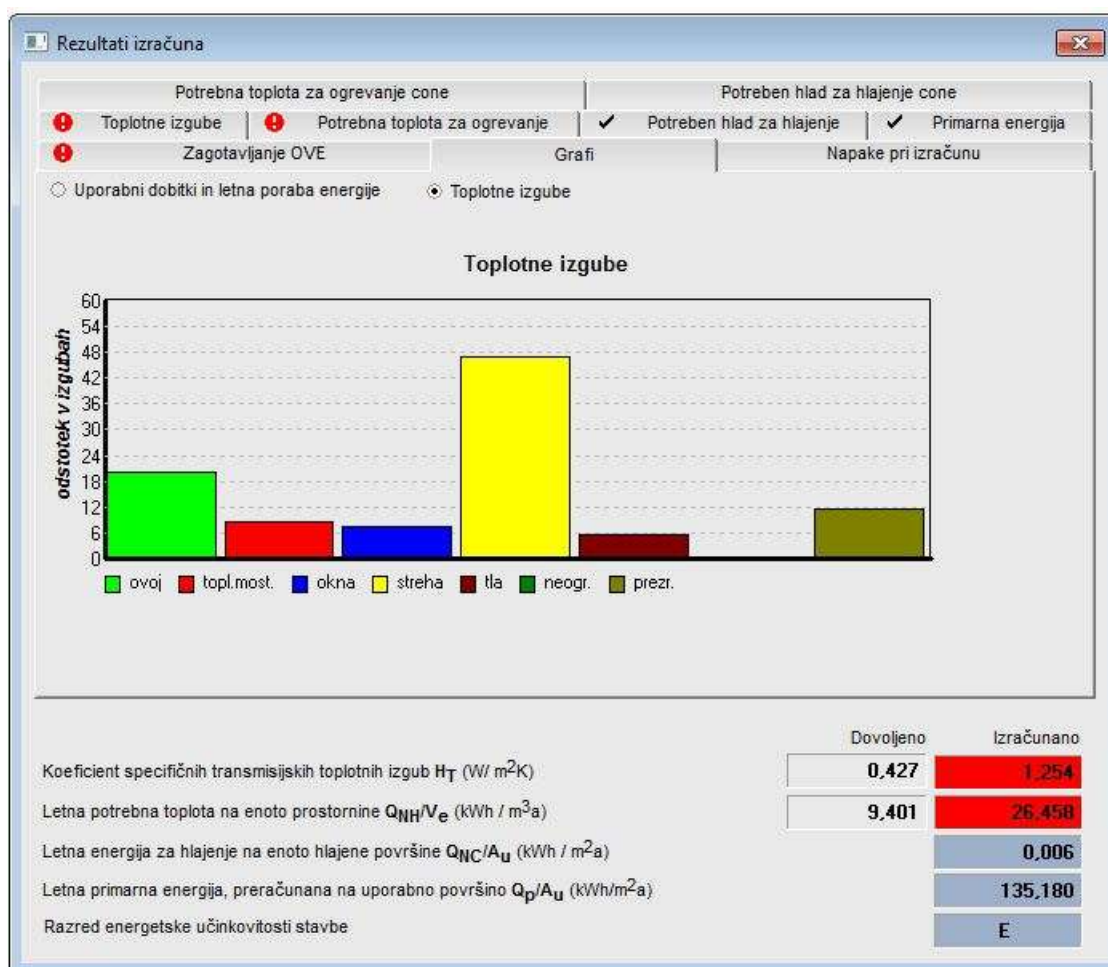 Rezultati izračuna
Potrebna toplota za ogrevanje cone Potreben hlad za hlajenje cone
Toplotne izgube Potrebna toplota za ogrevanje Potreben hlad za hlajenje Primarna energija
Zagotavljanje OVE Grafi Napake pri izračunu
Uporabni dobitki in letna poraba energije Toplotne izgube
Toplotne izgube
odstotek v izgubah
60
54
48
42
36
30
24
18
12
6
0
ovoj topl.most. okna streha tla neogr. prezr.
Dovoljeno Izračunano
Koeficient specifičnih transmisijskih toplotnih izgub HT (W/ m2K) 0,427 1,254
Letna potrebna toplota na enoto prostornine QNH/Ve (kWh / m3a) 9,401 26,458
Letna energija za hlajenje na enoto hlajene površine QNC/Au (kWh / m2a) 0,006
Letna primarna energija, preračunana na uporabno površino Qp/Au (kWh/m2a) 135,180
Razred energetske učinkovitosti stavbe E